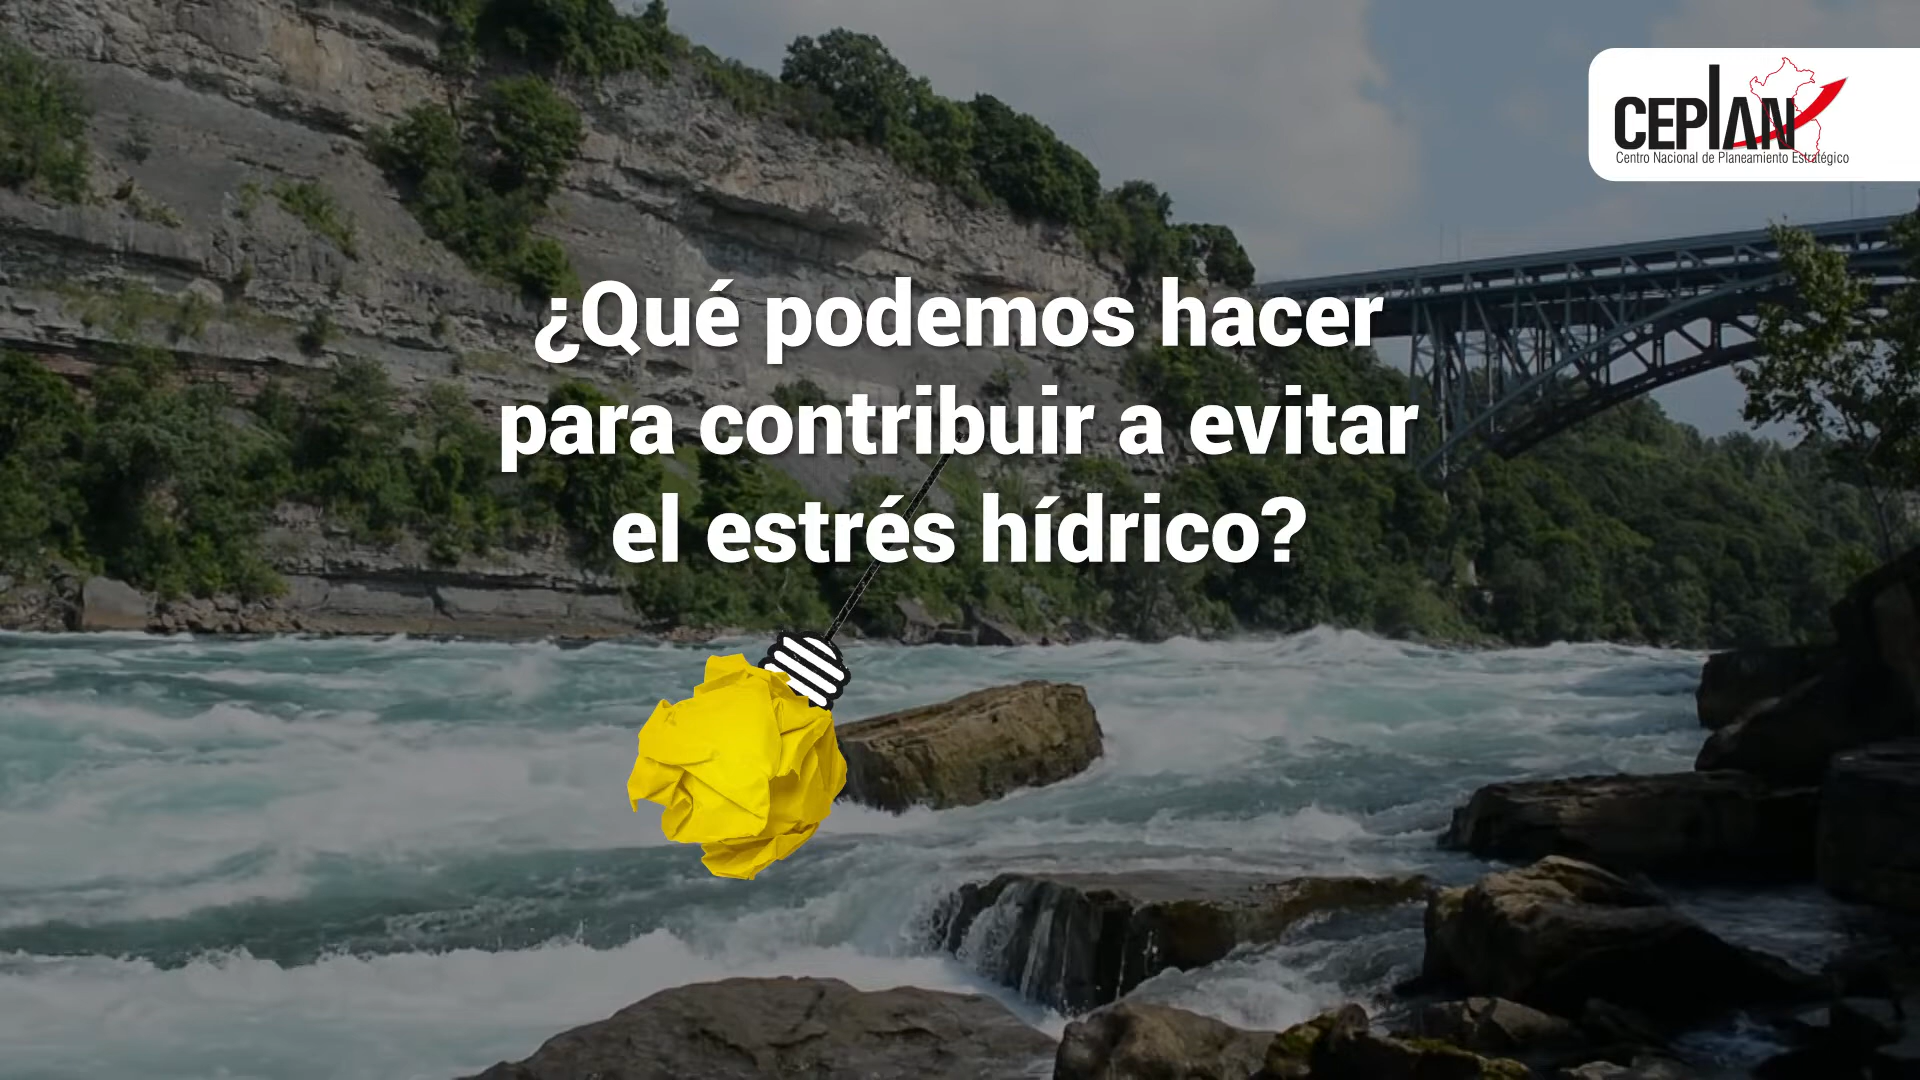 CEPLAN
Centro Nacional de Planeamiento Estratégico
¿Qué podemos hacer
para contribuir a evitar
el estrés hídrico?